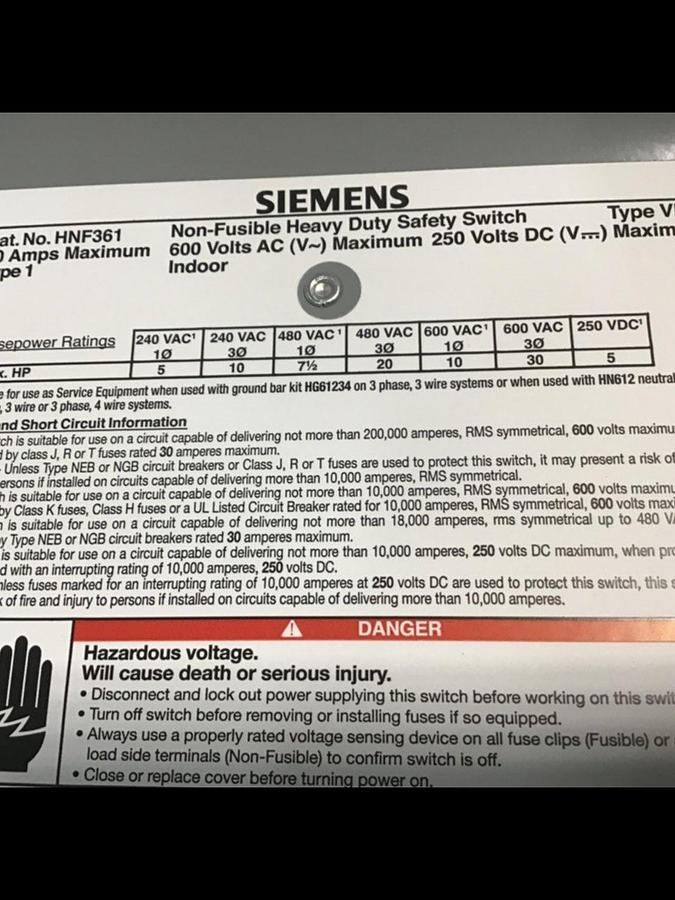 SIEMENS
at. No. HNF361 Non-Fusible Heavy Duty Safety Switch Type V
0 Amps Maximum 600 Volts AC (V~) Maximum 250 Volts DC (V⎓) Maxim
pe 1 Indoor
sepower Ratings 240 VAC¹ 240 VAC 480 VAC¹ 480 VAC 600 VAC¹ 600 VAC 250 VDC¹
1Ø 3Ø 1Ø 3Ø 1Ø 3Ø
x. HP 5 10 7½ 20 10 30 5
e for use as Service Equipment when used with ground bar kit HG61234 on 3 phase, 3 wire systems or when used with HN612 neutral
, 3 wire or 3 phase, 4 wire systems.
nd Short Circuit Information
ch is suitable for use on a circuit capable of delivering not more than 200,000 amperes, RMS symmetrical, 600 volts maximu
d by class J, R or T fuses rated 30 amperes maximum.
- Unless Type NEB or NGB circuit breakers or Class J, R or T fuses are used to protect this switch, it may present a risk of
ersons if installed on circuits capable of delivering more than 10,000 amperes, RMS symmetrical.
h is suitable for use on a circuit capable of delivering not more than 10,000 amperes, RMS symmetrical, 600 volts maximu
by Class K fuses, Class H fuses or a UL Listed Circuit Breaker rated for 10,000 amperes, RMS symmetrical, 600 volts maxi
h is suitable for use on a circuit capable of delivering not more than 18,000 amperes, rms symmetrical up to 480 V
y Type NEB or NGB circuit breakers rated 30 amperes maximum.
is suitable for use on a circuit capable of delivering not more than 10,000 amperes, 250 volts DC maximum, when pro
d with an interrupting rating of 10,000 amperes, 250 volts DC.
nless fuses marked for an interrupting rating of 10,000 amperes at 250 volts DC are used to protect this switch, this s
k of fire and injury to persons if installed on circuits capable of delivering more than 10,000 amperes.
DANGER
Hazardous voltage.
Will cause death or serious injury.
• Disconnect and lock out power supplying this switch before working on this swit
• Turn off switch before removing or installing fuses if so equipped.
• Always use a properly rated voltage sensing device on all fuse clips (Fusible) or
load side terminals (Non-Fusible) to confirm switch is off.
• Close or replace cover before turning power on.